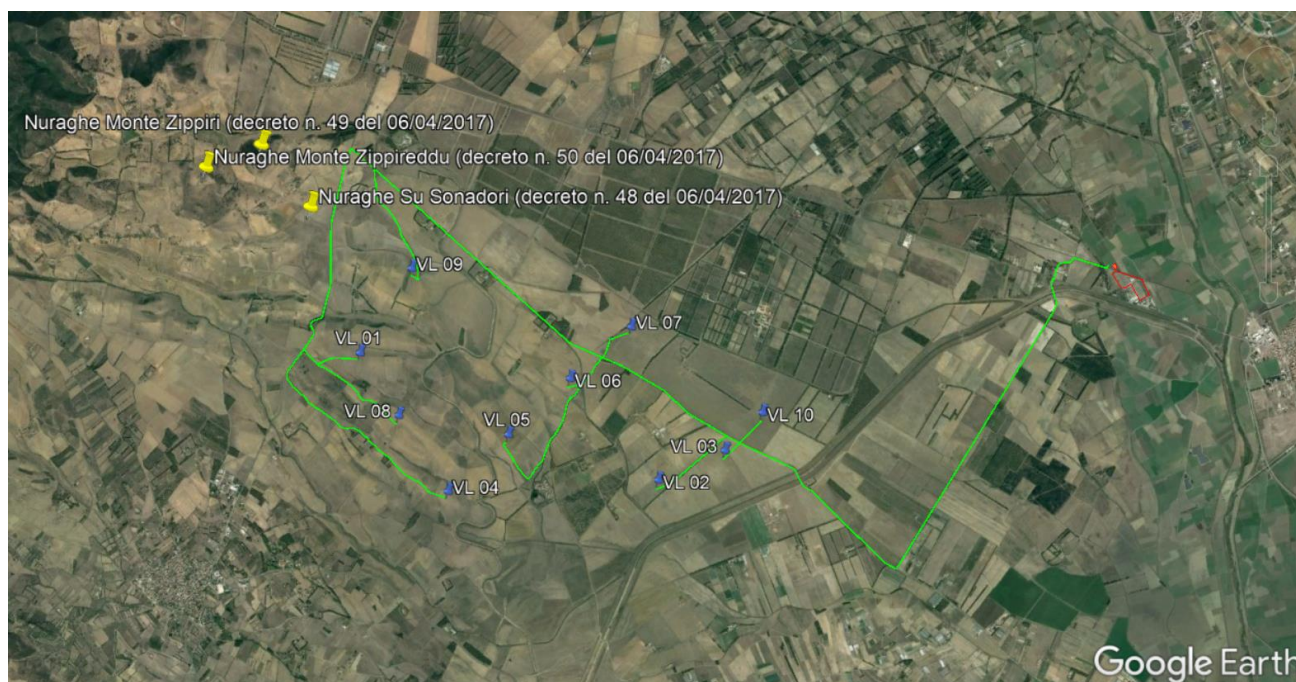 Nuraghe Monte Zippiri (decreto n. 49 del 06/04/2017)
Nuraghe Monte Zippireddu (decreto n. 50 del 06/04/2017)
Nuraghe Su Sonadori (decreto n. 48 del 06/04/2017)
VL 09
VL 07
VL 01
VL 06
VL 08
VL 05
VL 10
VL 03
VL 02
VL 04
Google Earth